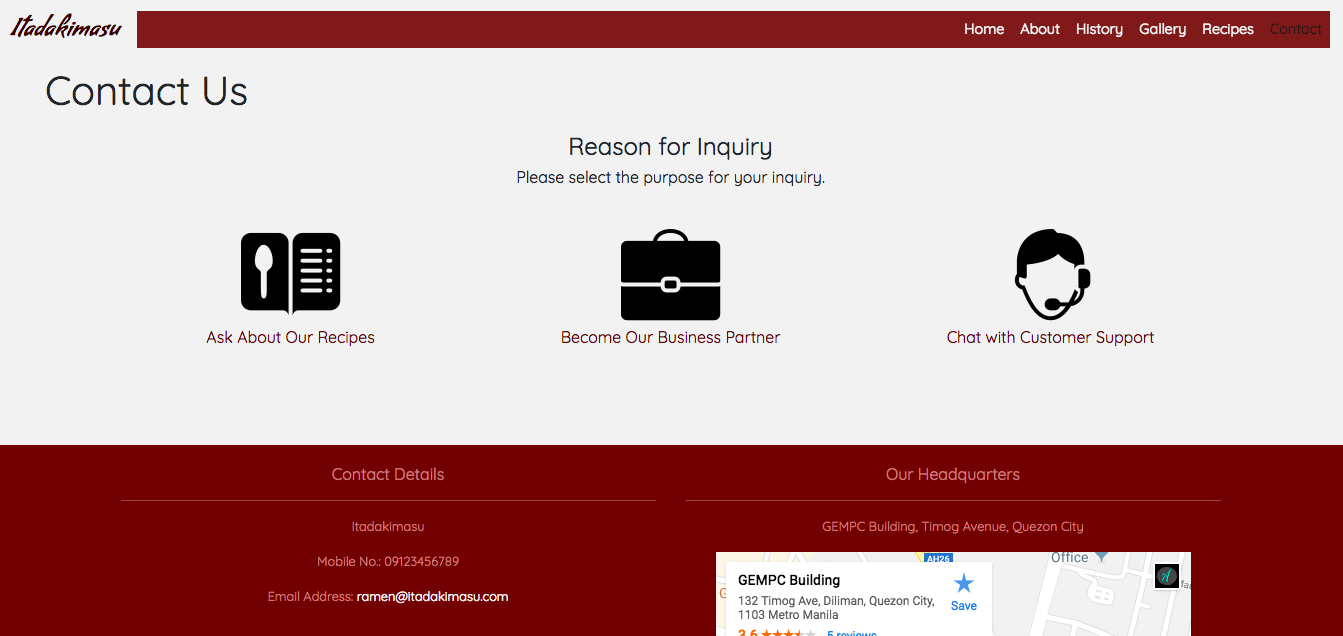 Itadakimasu
Home About History Gallery Recipes Contact
Contact Us
Reason for Inquiry
Please select the purpose for your inquiry.
Ask About Our Recipes
Become Our Business Partner
Chat with Customer Support
Contact Details
Itadakimasu
Mobile No.: 09123456789
Email Address: ramen@itadakimasu.com
Our Headquarters
GEMPC Building, Timog Avenue, Quezon City
AH26
Office
GEMPC Building
132 Timog Ave, Diliman, Quezon City,
1103 Metro Manila
Save
3.6 5 reviews